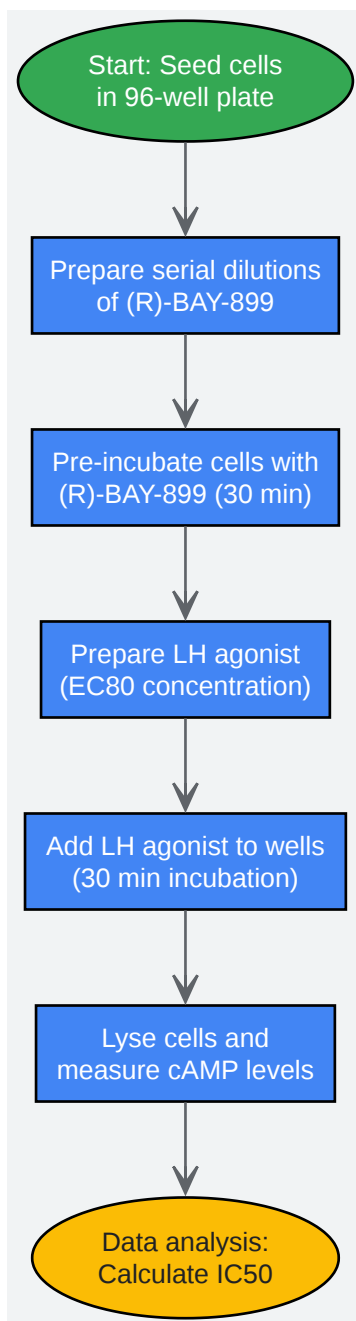 Start: Seed cells
in 96-well plate
Prepare serial dilutions
of (R)-BAY-899
Pre-incubate cells with
(R)-BAY-899 (30 min)
Prepare LH agonist
(EC80 concentration)
Add LH agonist to wells
(30 min incubation)
Lyse cells and
measure cAMP levels
Data analysis:
Calculate IC50